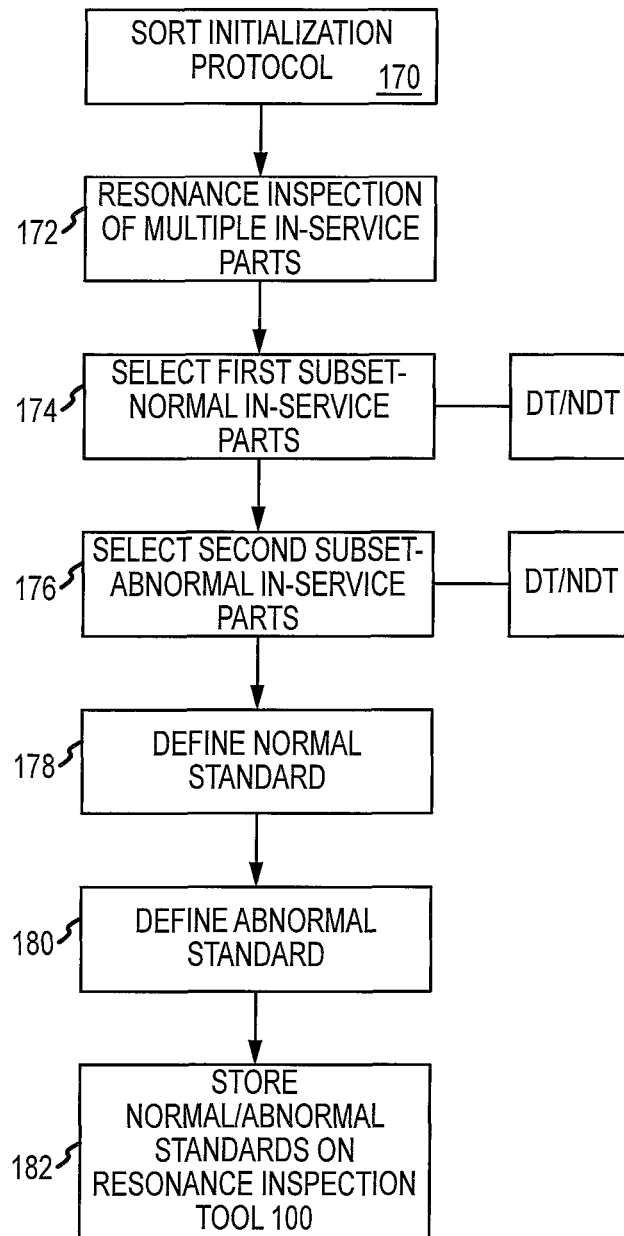 SORT INITIALIZATION
PROTOCOL 170
172
RESONANCE INSPECTION
OF MULTIPLE IN-SERVICE
PARTS
174
SELECT FIRST SUBSET-
NORMAL IN-SERVICE
PARTS
DT/NDT
176
SELECT SECOND SUBSET-
ABNORMAL IN-SERVICE
PARTS
DT/NDT
178
DEFINE NORMAL
STANDARD
180
DEFINE ABNORMAL
STANDARD
182
STORE
NORMAL/ABNORMAL
STANDARDS ON
RESONANCE INSPECTION
TOOL 100